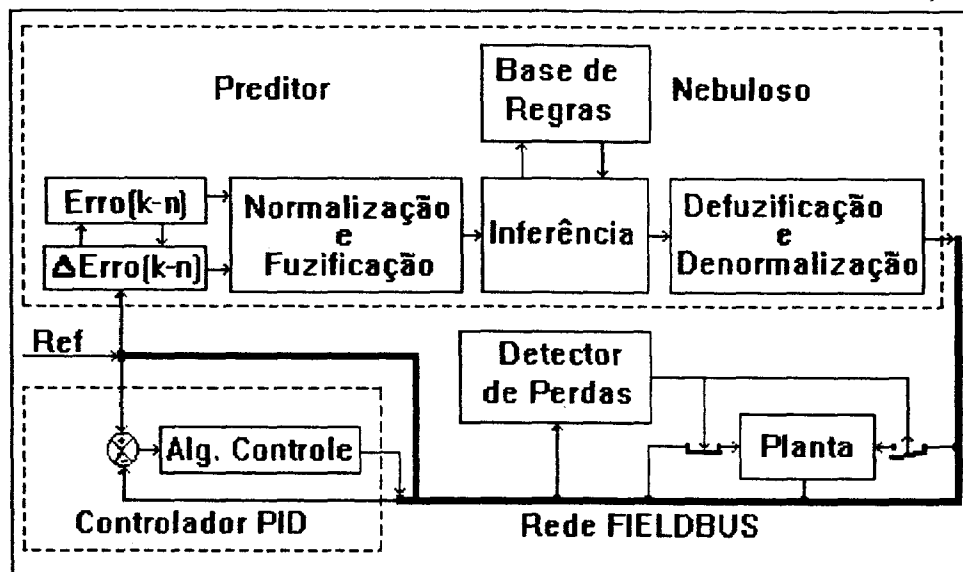 Preditor
Nebuloso
Base de
Regras
Erro(k-n)
ΔErro(k-n)
Normalização
e
Fuzificação
Inferência
Defuzificação
e
Denormalização
Ref
Detector
de Perdas
Alg. Controle
Planta
Controlador PID
Rede FIELDBUS